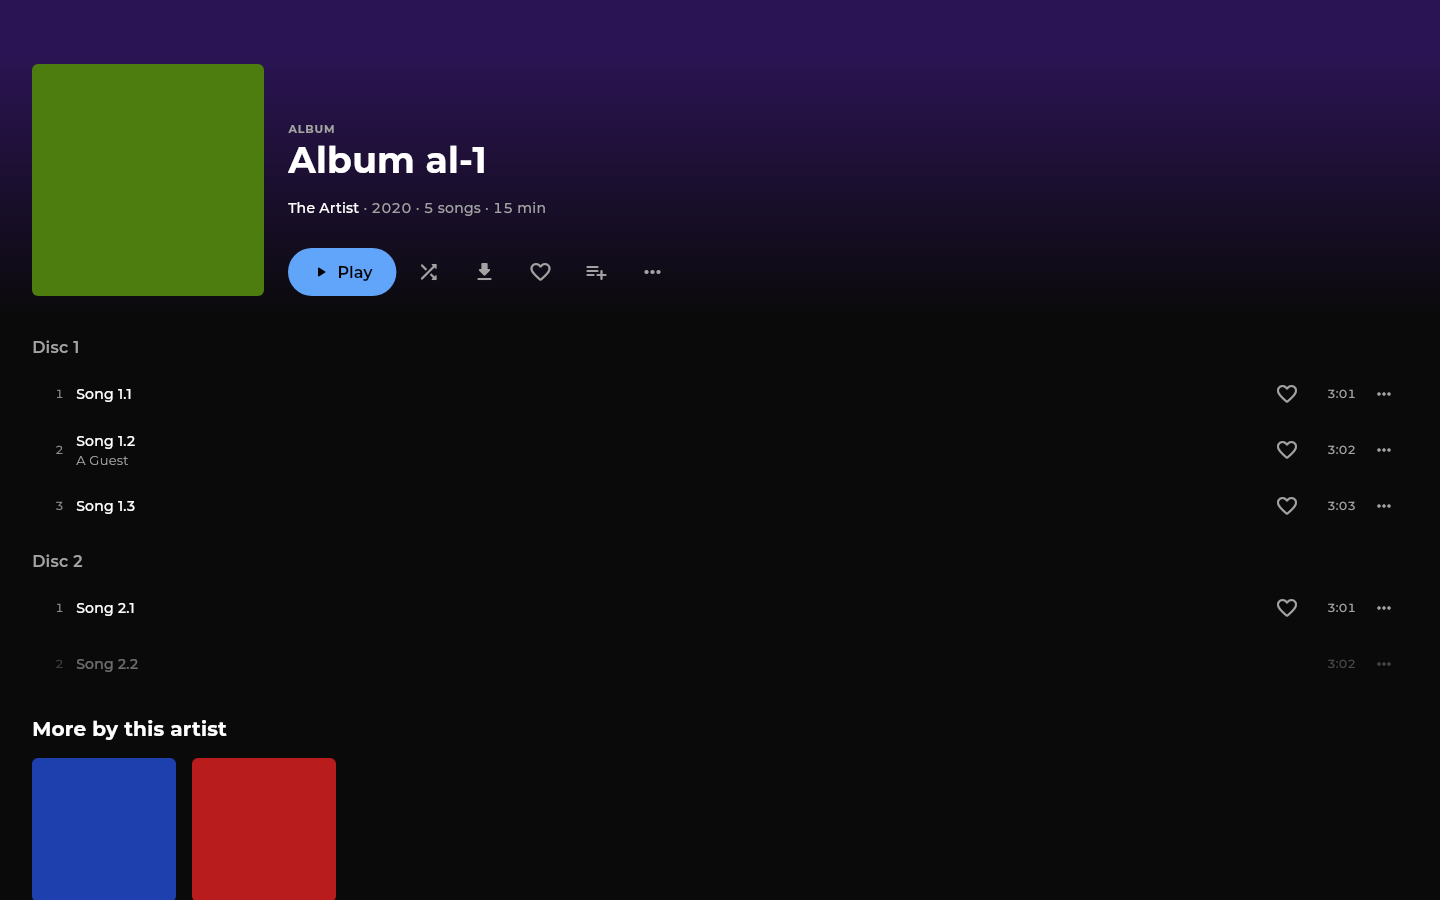 ALBUM
Album al-1
The Artist · 2020 · 5 songs · 15 min
Play
Disc 1
1 Song 1.1 3:01
2 Song 1.2 3:02
A Guest
3 Song 1.3 3:03
Disc 2
1 Song 2.1 3:01
2 Song 2.2 3:02
More by this artist